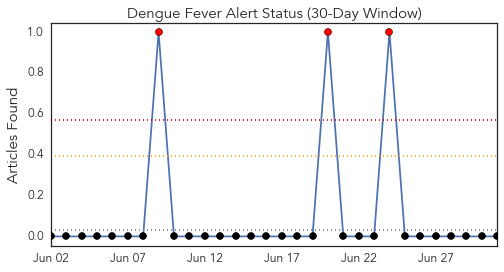 Dengue Fever Alert Status (30-Day Window)
Articles Found
1.0
0.8
0.6
0.4
0.2
0.0
Jun 02 Jun 07 Jun 12 Jun 17 Jun 22 Jun 27